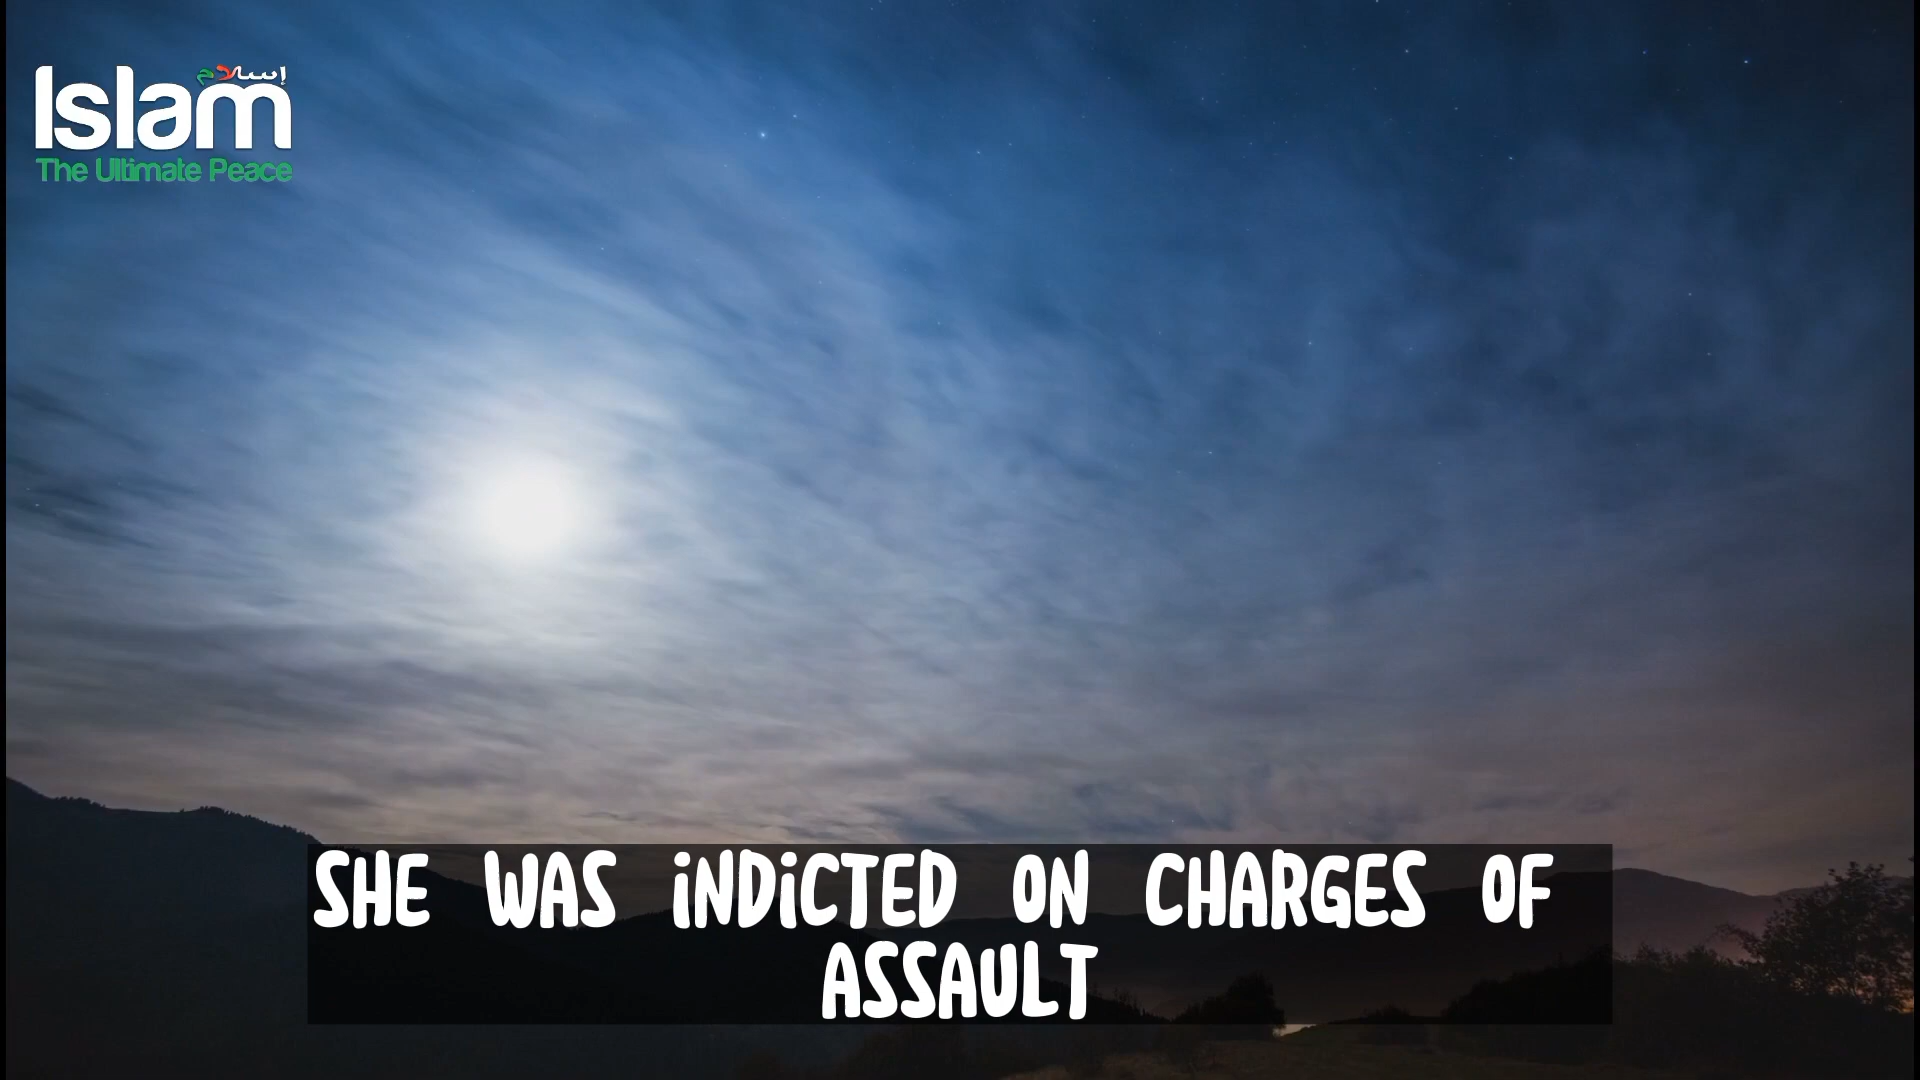 إسلام
Islam
The Ultimate Peace
SHE WAS iNDiCTED ON CHARGES OF
ASSAULT